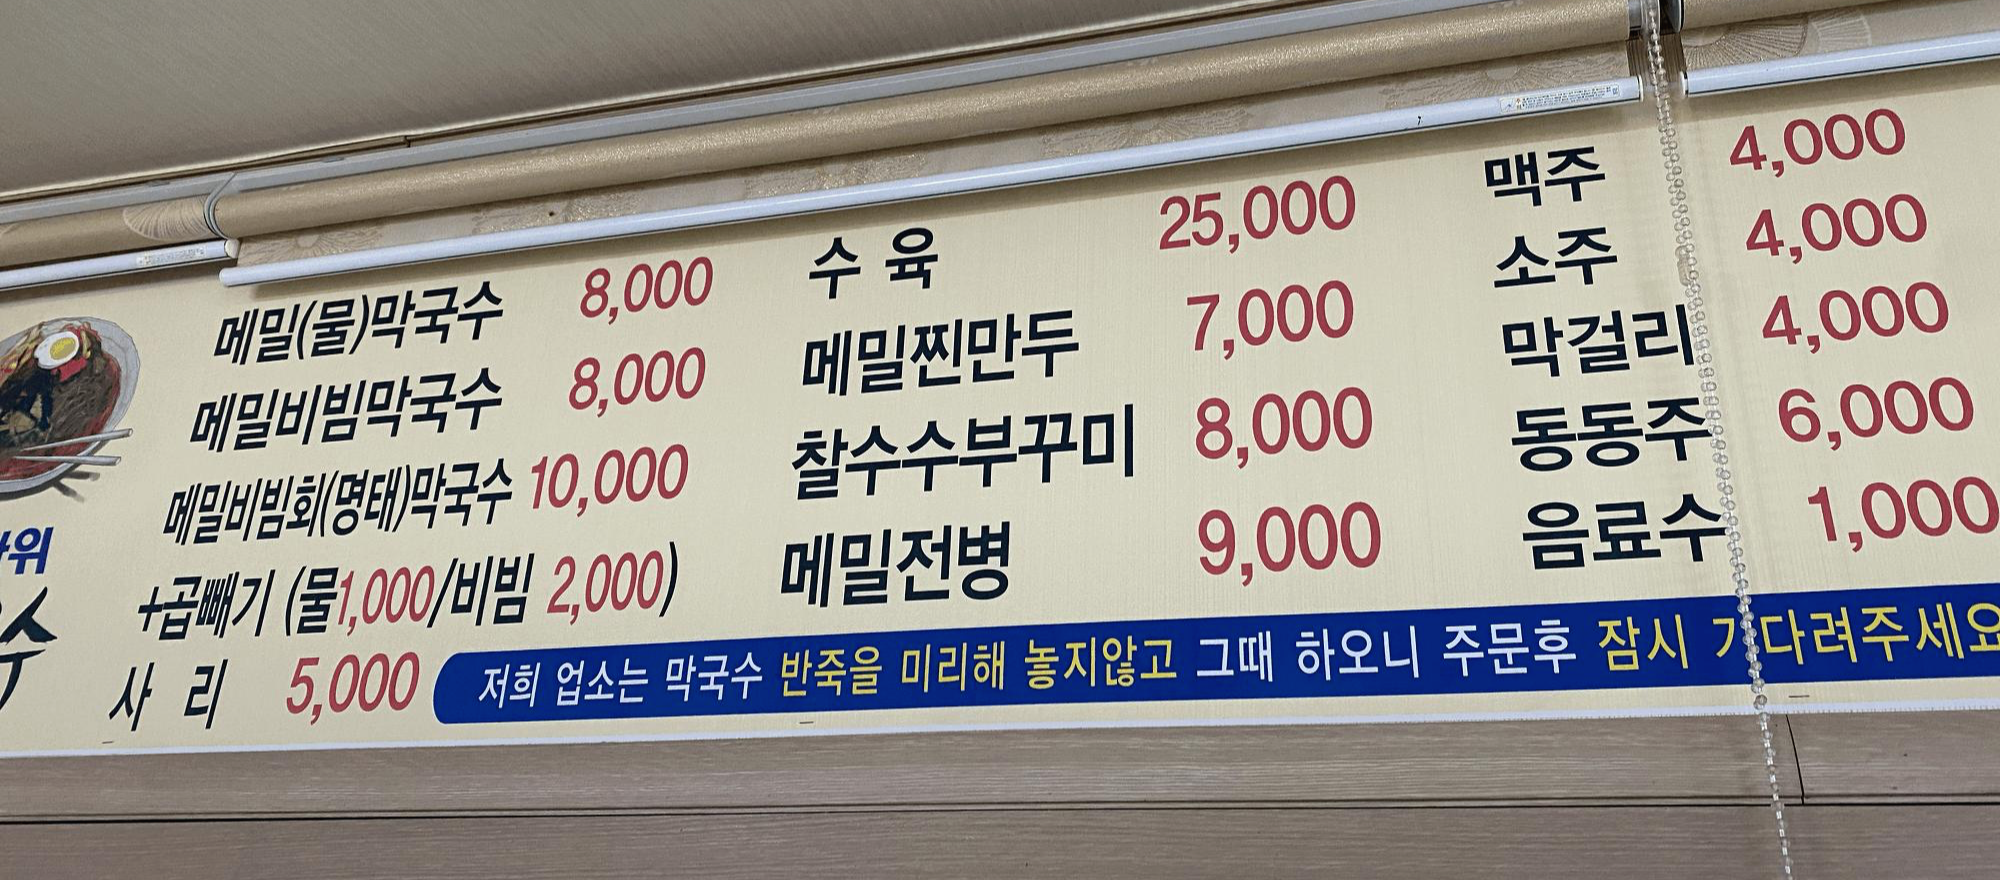 메밀(물)막국수 8,000
메밀비빔막국수 8,000
메밀비빔회(명태)막국수 10,000
+곱빼기 (물1,000/비빔 2,000)
사 리 5,000
수 육 25,000
메밀찐만두 7,000
찰수수부꾸미 8,000
메밀전병 9,000
맥주 4,000
소주 4,000
막걸리 4,000
동동주 6,000
음료수 1,000
위
수
저희 업소는 막국수 반죽을 미리해 놓지않고 그때 하오니 주문후 잠시 기다려주세요